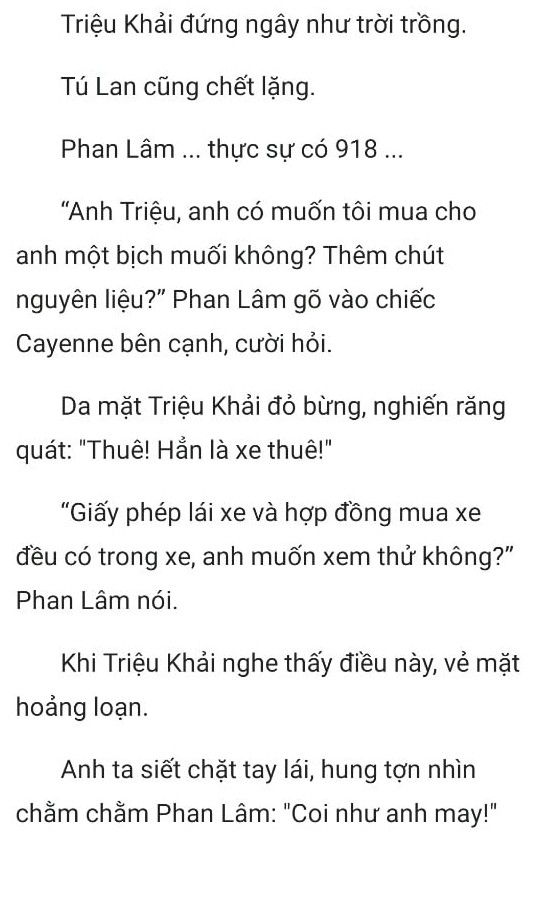 Triệu Khải đứng ngây như trời trồng.
Tú Lan cũng chết lặng.
Phan Lâm ... thực sự có 918 ...
“Anh Triệu, anh có muốn tôi mua cho
anh một bịch muối không? Thêm chút
nguyên liệu?” Phan Lâm gõ vào chiếc
Cayenne bên cạnh, cười hỏi.
Da mặt Triệu Khải đỏ bừng, nghiến răng
quát: "Thuê! Hẳn là xe thuê!"
“Giấy phép lái xe và hợp đồng mua xe
đều có trong xe, anh muốn xem thử không?”
Phan Lâm nói.
Khi Triệu Khải nghe thấy điều này, vẻ mặt
hoảng loạn.
Anh ta siết chặt tay lái, hung tợn nhìn
chằm chằm Phan Lâm: "Coi như anh may!"